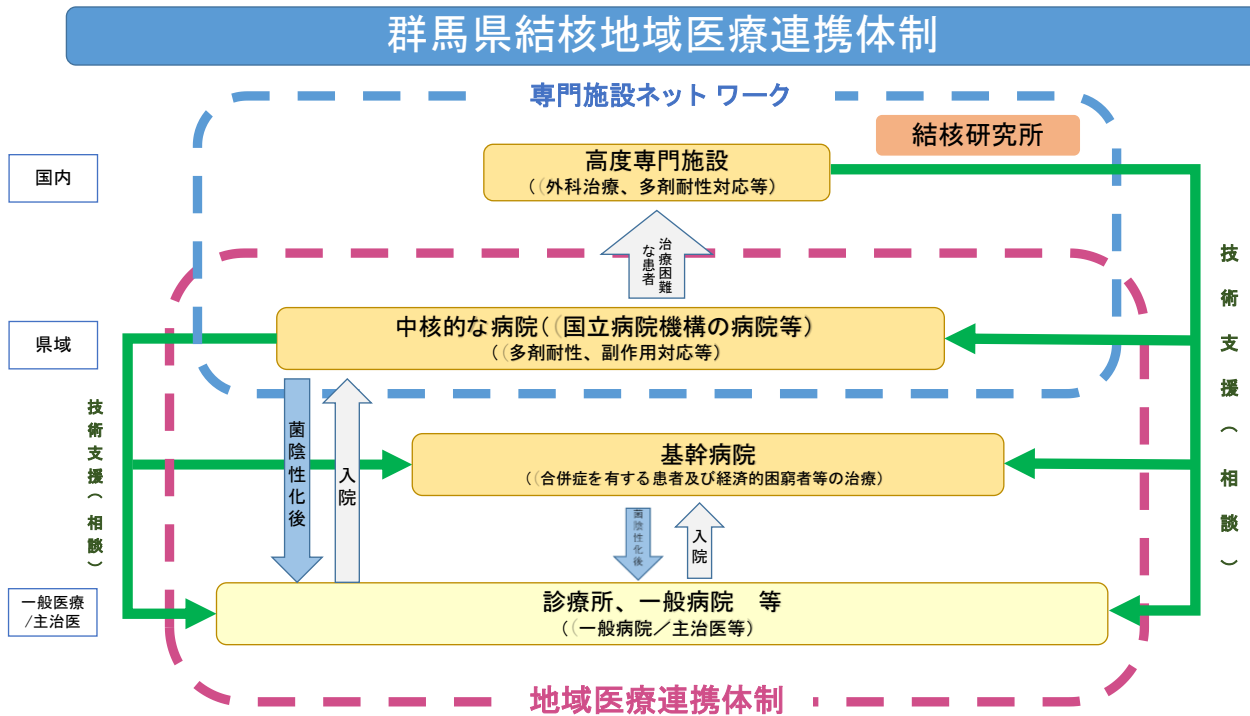 群馬県結核地域医療連携体制
専門施設ネットワーク
結核研究所
国内
高度専門施設
((外科治療、多剤耐性対応等)
治療困難
な患者
技術支援(相談)
県域
中核的な病院((国立病院機構の病院等)
((多剤耐性、副作用対応等)
技術支援(相談)
菌陰性化後
入院
基幹病院
((合併症を有する患者及び経済的困窮者等の治療)
菌陰性化後
入院
一般医療
/主治医
診療所、一般病院 等
((一般病院/主治医等)
地域医療連携体制